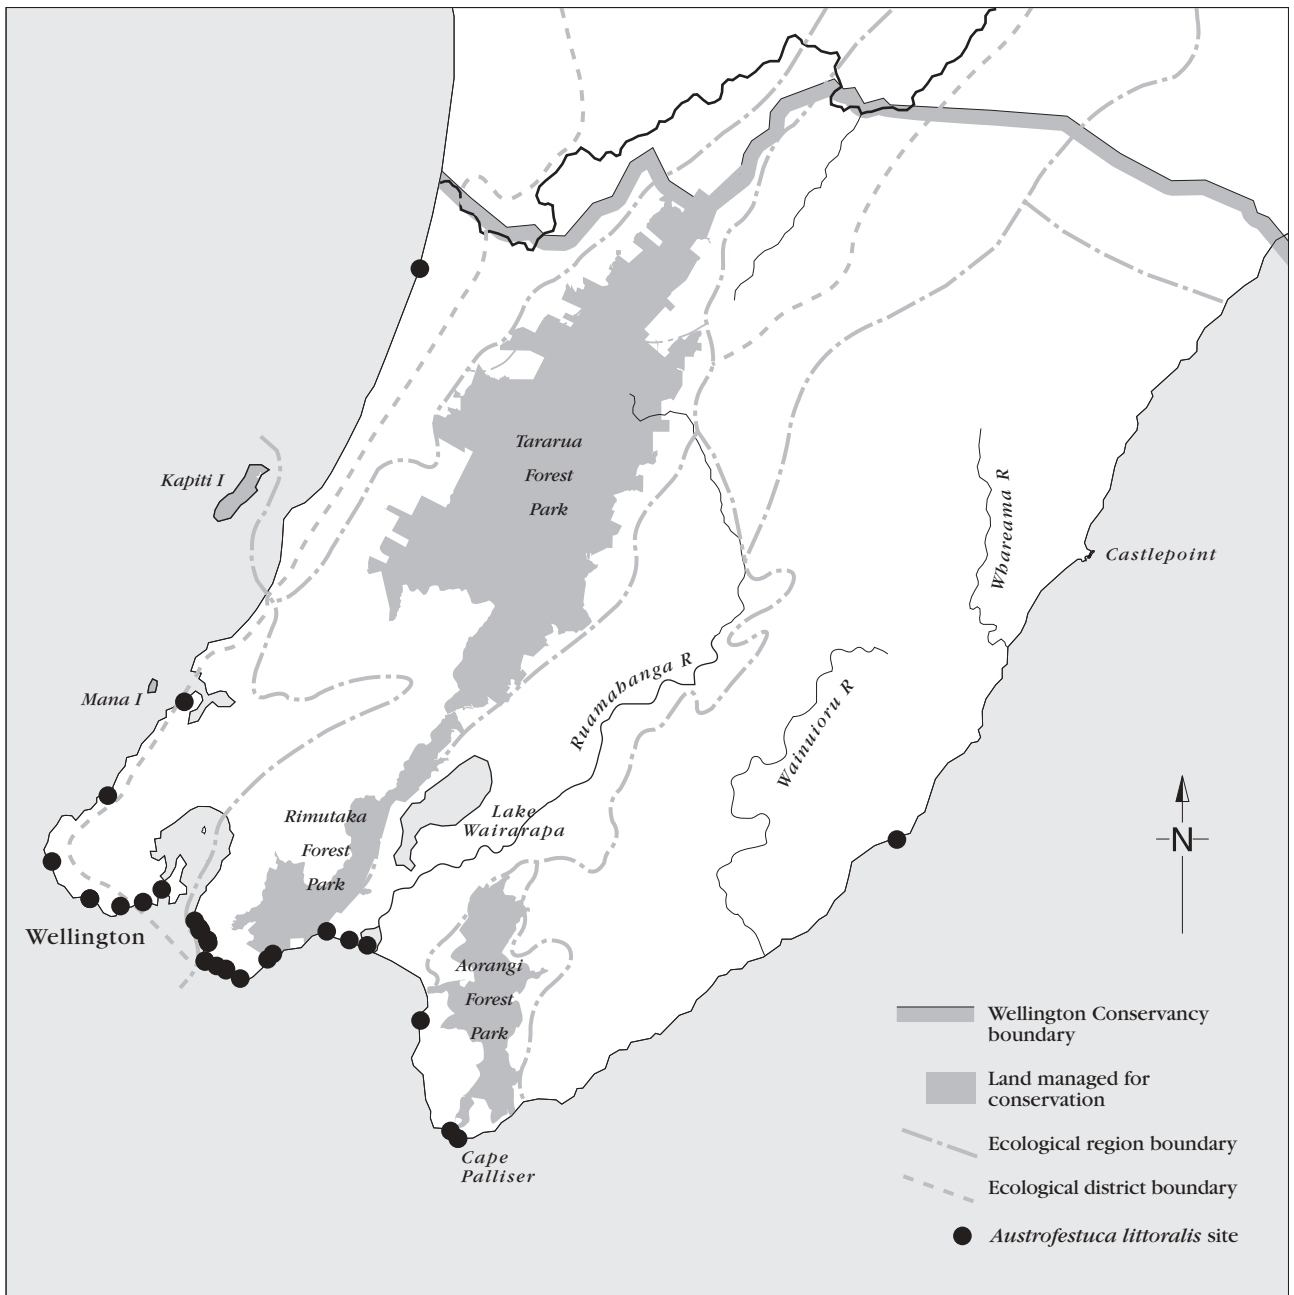 Tararua
Forest
Park
Kapiti I
Whareama R
Castlepoint
Ruamahanga R
Mana I
Wainuioru R
Lake
Wairarapa
Rimutaka
Forest
Park
N
Wellington
Aorangi
Forest
Park
Cape
Palliser
Wellington Conservancy
boundary
Land managed for
conservation
Ecological region boundary
Ecological district boundary
Austrofestuca littoralis site